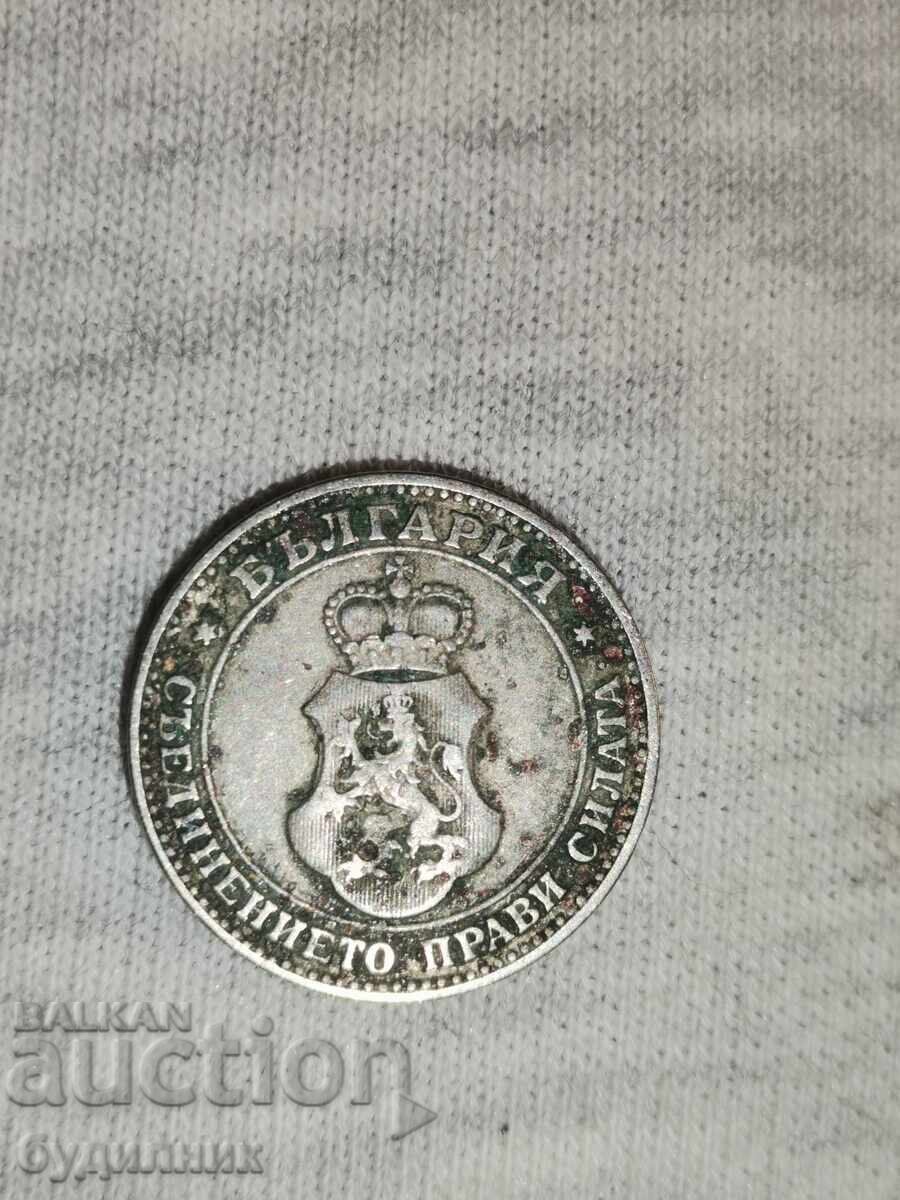 БЪЛГАРИЯ
СЪЕДИНЕНИЕТО ПРАВИ СИЛАТА
BALKAN
auction
будилник